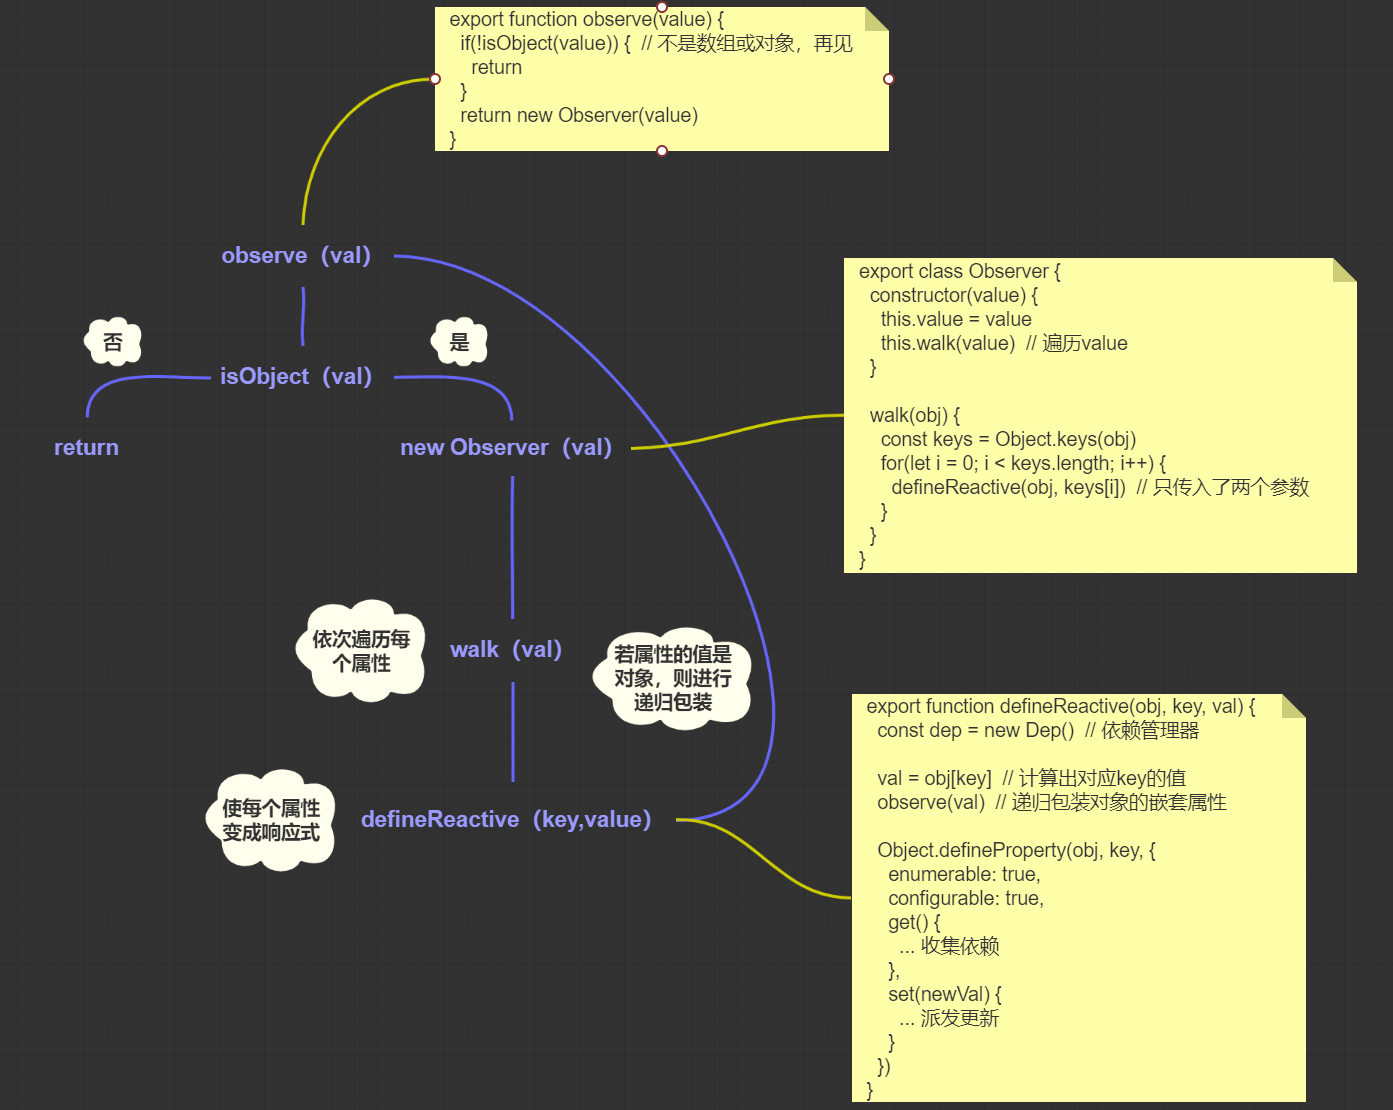 export function observe(value) {
  if(!isObject(value)) {  // 不是数组或对象，再见
    return
  }
  return new Observer(value)
}
observe（val）
否
是
isObject（val）
return
new Observer（val）
export class Observer {
  constructor(value) {
    this.value = value
    this.walk(value)  // 遍历value
  }

  walk(obj) {
    const keys = Object.keys(obj)
    for(let i = 0; i < keys.length; i++) {
      defineReactive(obj, keys[i])  // 只传入了两个参数
    }
  }
}
依次遍历每
个属性
walk（val）
若属性的值是
对象，则进行
递归包装
使每个属性
变成响应式
defineReactive（key,value）
export function defineReactive(obj, key, val) {
  const dep = new Dep()  // 依赖管理器

  val = obj[key]  // 计算出对应key的值
  observe(val)  // 递归包装对象的嵌套属性

  Object.defineProperty(obj, key, {
    enumerable: true,
    configurable: true,
    get() {
      ... 收集依赖
    },
    set(newVal) {
      ... 派发更新
    }
  })
}